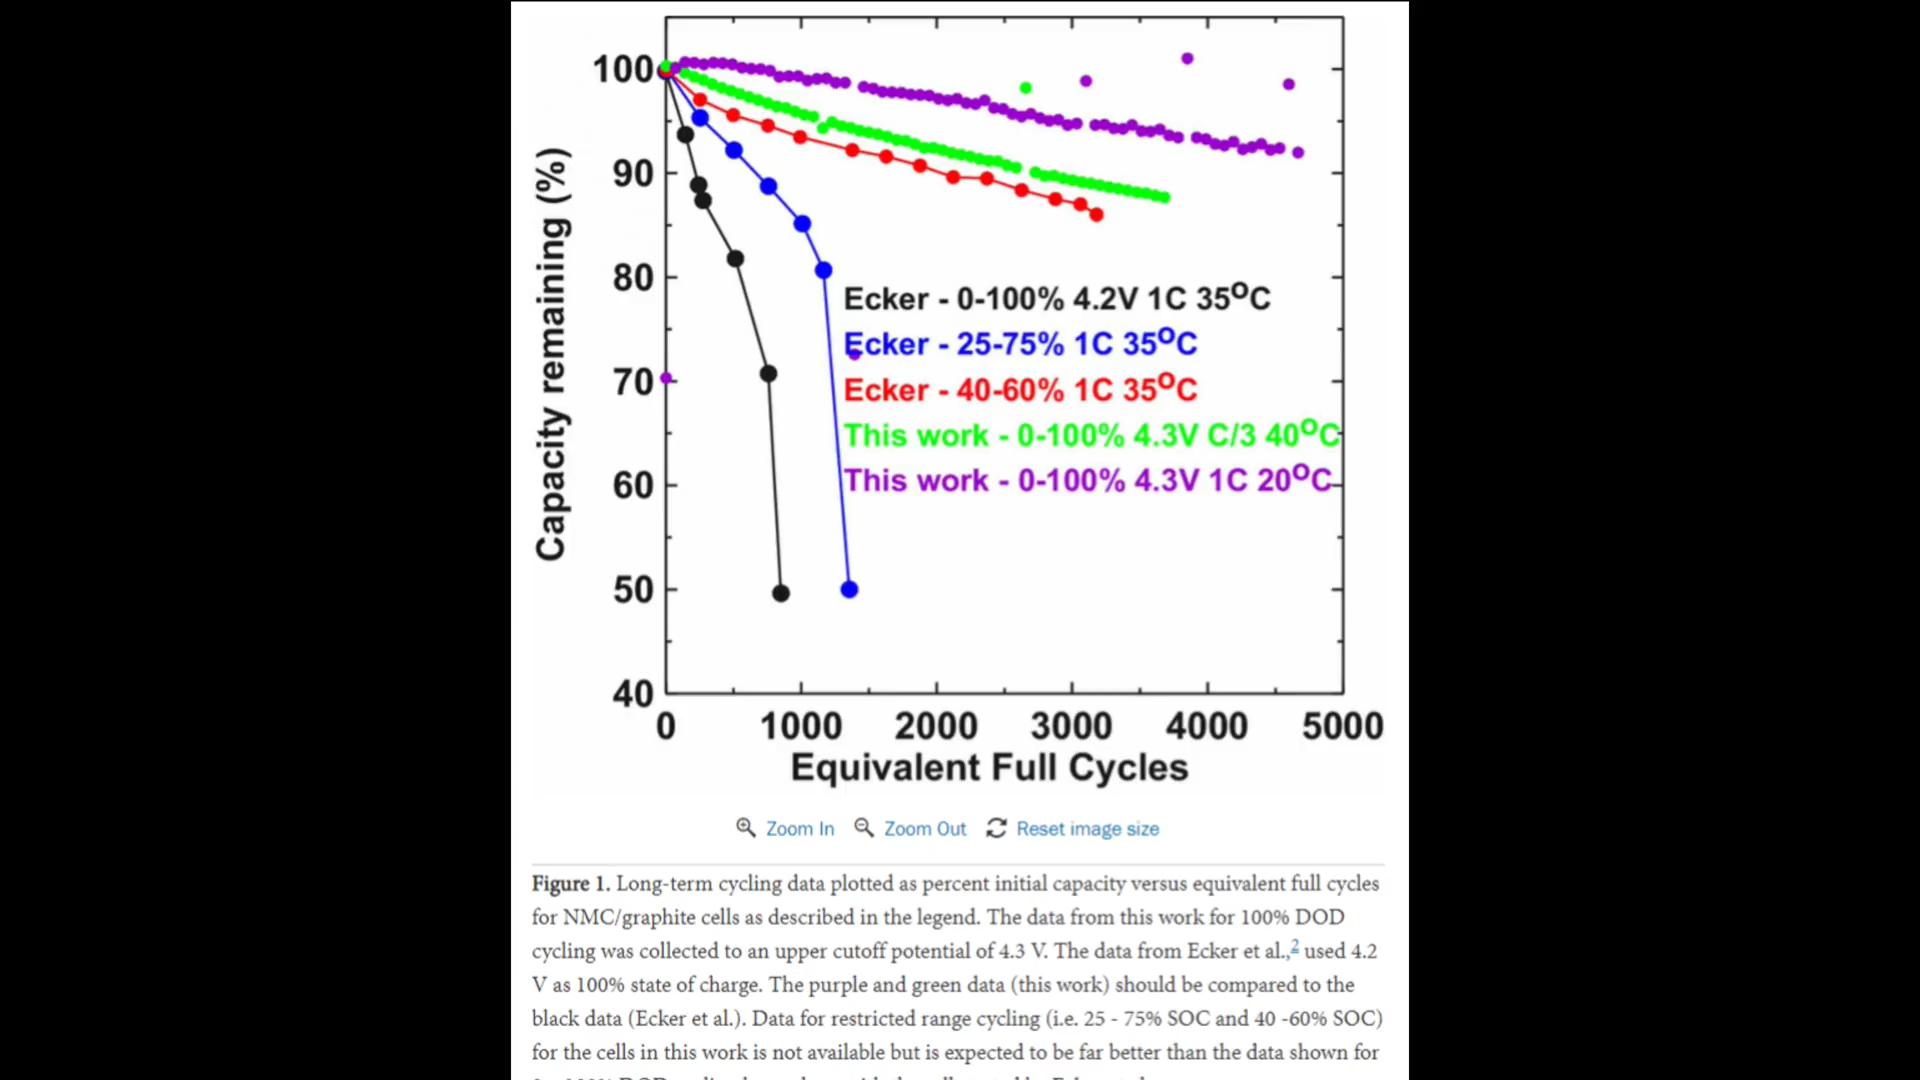 100
90
80
70
60
50
40
Capacity remaining (%)
Ecker - 0-100% 4.2V 1C 35°C
Ecker - 25-75% 1C 35°C
Ecker - 40-60% 1C 35°C
This work - 0-100% 4.3V C/3 40°C
This work - 0-100% 4.3V 1C 20°C
0 1000 2000 3000 4000 5000
Equivalent Full Cycles
Zoom In Zoom Out Reset image size
Figure 1. Long-term cycling data plotted as percent initial capacity versus equivalent full cycles
for NMC/graphite cells as described in the legend. The data from this work for 100% DOD
cycling was collected to an upper cutoff potential of 4.3 V. The data from Ecker et al.,2 used 4.2
V as 100% state of charge. The purple and green data (this work) should be compared to the
black data (Ecker et al.). Data for restricted range cycling (i.e. 25 - 75% SOC and 40 -60% SOC)
for the cells in this work is not available but is expected to be far better than the data shown for